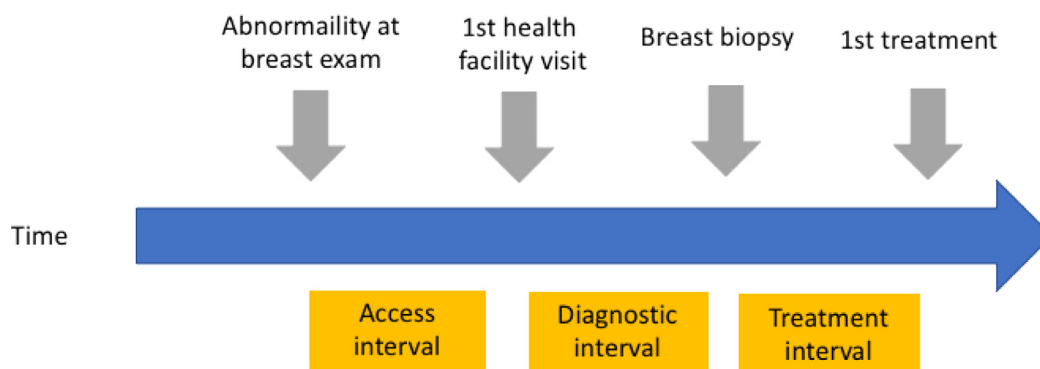 Abnormaility at
breast exam
1st health
facility visit
Breast biopsy
1st treatment
Time
Access
interval
Diagnostic
interval
Treatment
interval